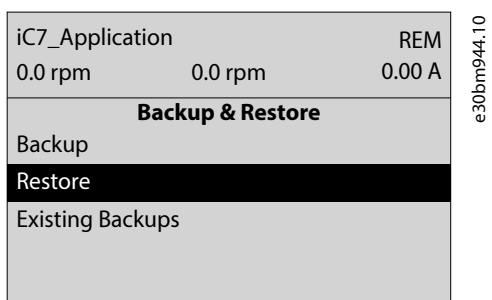 iC7_Application REM
0.0 rpm 0.0 rpm 0.00 A
Backup & Restore
Backup
Restore
Existing Backups
e30bm944.10